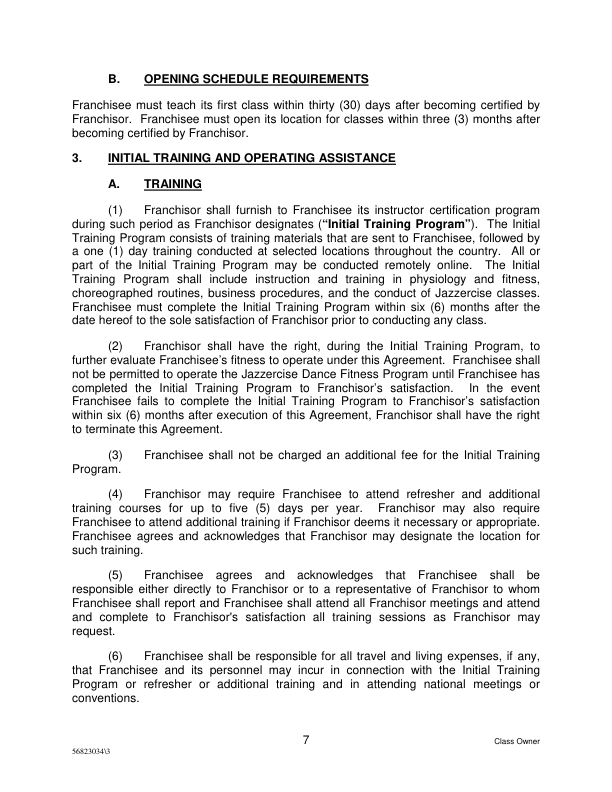 B. OPENING SCHEDULE REQUIREMENTS
Franchisee must teach its first class within thirty (30) days after becoming certified by
Franchisor. Franchisee must open its location for classes within three (3) months after
becoming certified by Franchisor.
3. INITIAL TRAINING AND OPERATING ASSISTANCE
A. TRAINING
(1) Franchisor shall furnish to Franchisee its instructor certification program
during such period as Franchisor designates (“Initial Training Program”). The Initial
Training Program consists of training materials that are sent to Franchisee, followed by
a one (1) day training conducted at selected locations throughout the country. All or
part of the Initial Training Program may be conducted remotely online. The Initial
Training Program shall include instruction and training in physiology and fitness,
choreographed routines, business procedures, and the conduct of Jazzercise classes.
Franchisee must complete the Initial Training Program within six (6) months after the
date hereof to the sole satisfaction of Franchisor prior to conducting any class.
(2) Franchisor shall have the right, during the Initial Training Program, to
further evaluate Franchisee’s fitness to operate under this Agreement. Franchisee shall
not be permitted to operate the Jazzercise Dance Fitness Program until Franchisee has
completed the Initial Training Program to Franchisor’s satisfaction. In the event
Franchisee fails to complete the Initial Training Program to Franchisor’s satisfaction
within six (6) months after execution of this Agreement, Franchisor shall have the right
to terminate this Agreement.
(3) Franchisee shall not be charged an additional fee for the Initial Training
Program.
(4) Franchisor may require Franchisee to attend refresher and additional
training courses for up to five (5) days per year. Franchisor may also require
Franchisee to attend additional training if Franchisor deems it necessary or appropriate.
Franchisee agrees and acknowledges that Franchisor may designate the location for
such training.
(5) Franchisee agrees and acknowledges that Franchisee shall be
responsible either directly to Franchisor or to a representative of Franchisor to whom
Franchisee shall report and Franchisee shall attend all Franchisor meetings and attend
and complete to Franchisor's satisfaction all training sessions as Franchisor may
request.
(6) Franchisee shall be responsible for all travel and living expenses, if any,
that Franchisee and its personnel may incur in connection with the Initial Training
Program or refresher or additional training and in attending national meetings or
conventions.
7
Class Owner
56823034\3